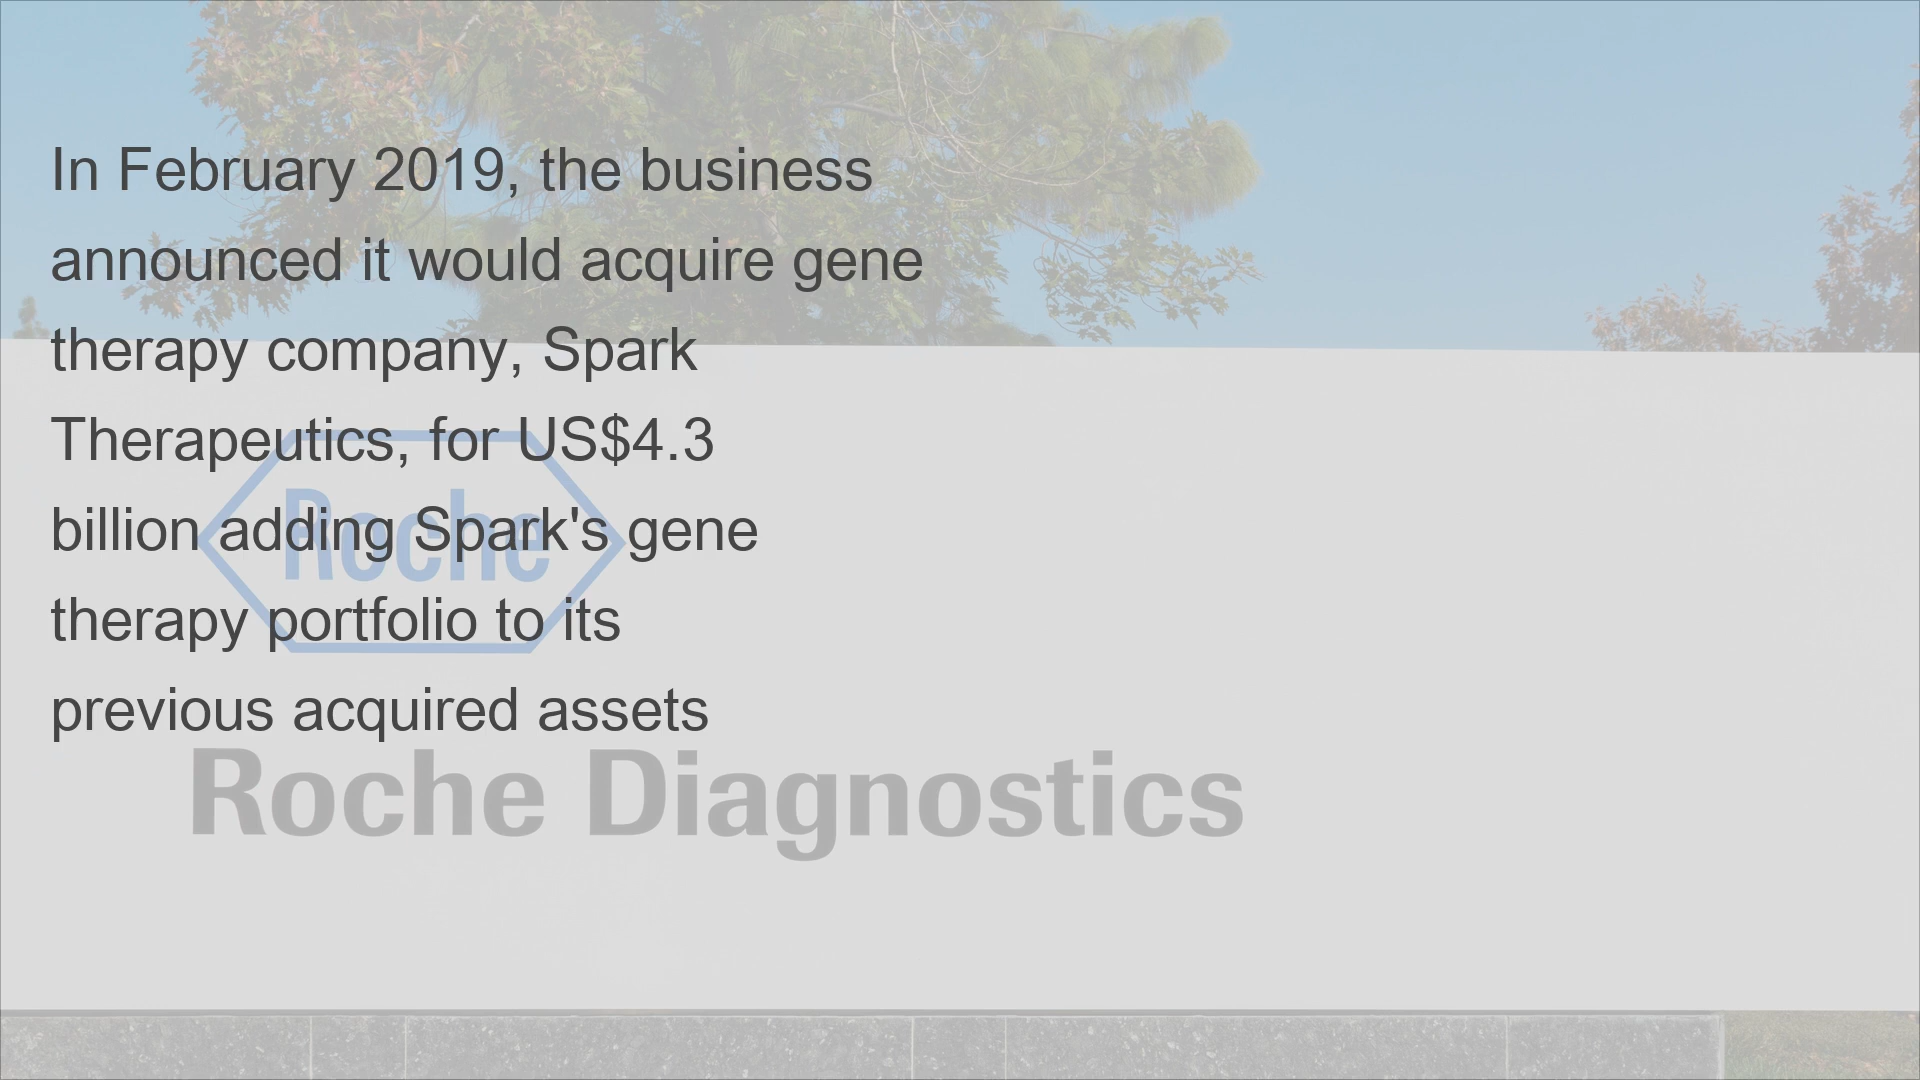 In February 2019, the business
announced it would acquire gene
therapy company, Spark
Therapeutics, for US$4.3
billion adding Spark's gene
therapy portfolio to its
previous acquired assets
Roche
Roche Diagnostics